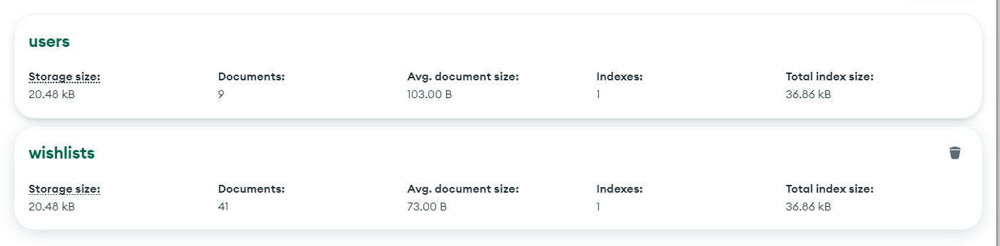 users
Storage size: Documents: Avg. document size: Indexes: Total index size:
20.48 kB 9 103.00 B 1 36.86 kB
wishlists
Storage size: Documents: Avg. document size: Indexes: Total index size:
20.48 kB 41 73.00 B 1 36.86 kB